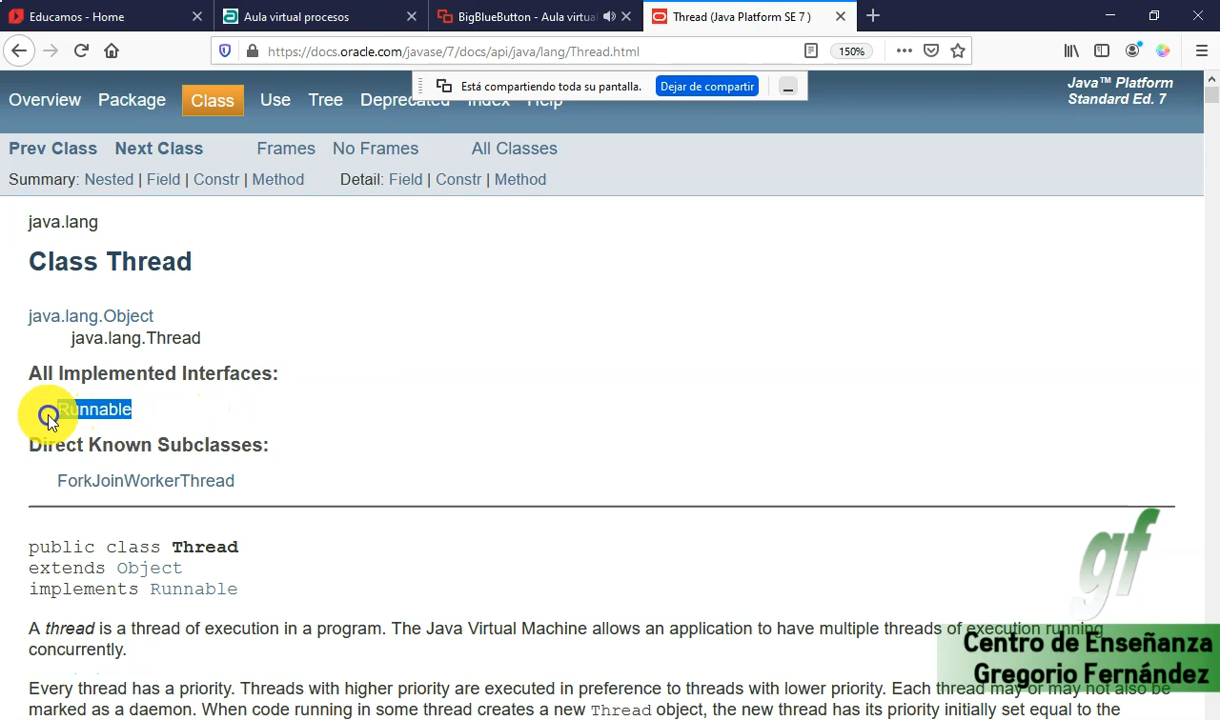 Educamos - Home
Aula virtual procesos
BigBlueButton - Aula virtual
Thread (Java Platform SE 7 )
https://docs.oracle.com/javase/7/docs/api/java/lang/Thread.html
150%
Está compartiendo toda su pantalla.
Dejar de compartir
Overview Package Class Use Tree Deprecated Index Help
Java™ Platform
Standard Ed. 7
Prev Class Next Class Frames No Frames All Classes
Summary: Nested | Field | Constr | Method Detail: Field | Constr | Method
java.lang
Class Thread
java.lang.Object
java.lang.Thread
All Implemented Interfaces:
Runnable
Direct Known Subclasses:
ForkJoinWorkerThread
public class Thread
extends Object
implements Runnable
A thread is a thread of execution in a program. The Java Virtual Machine allows an application to have multiple threads of execution running
concurrently.
Every thread has a priority. Threads with higher priority are executed in preference to threads with lower priority. Each thread may or may not also be
marked as a daemon. When code running in some thread creates a new Thread object, the new thread has its priority initially set equal to the
gf
Centro de Enseñanza
Gregorio Fernández